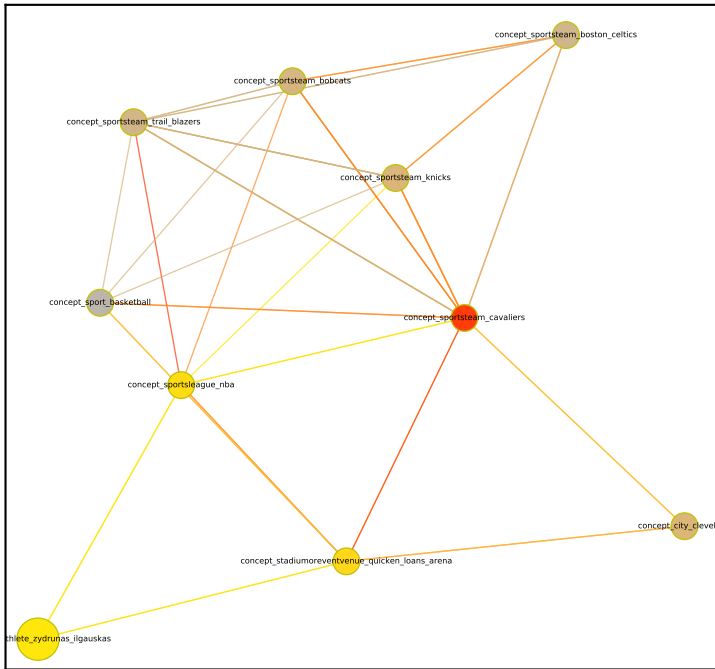 concept_sportsteam_boston_celtics
concept_sportsteam_bobcats
concept_sportsteam_trail_blazers
concept_sportsteam_knicks
concept_sport_basketball
concept_sportsteam_cavaliers
concept_sportsleague_nba
concept_city_clevel
concept_stadiumoreventvenue_quicken_loans_arena
thlete_zydrunas_ilgauskas